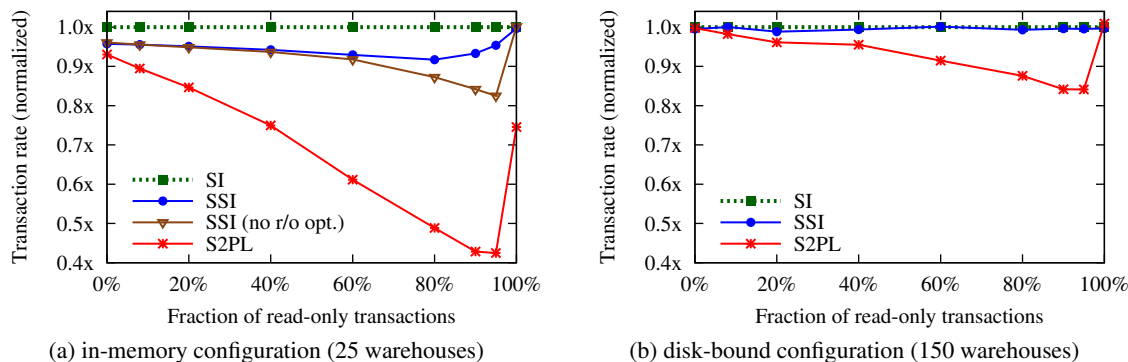 Transaction rate (normalized)
1.0x
0.9x
0.8x
0.7x
0.6x
0.5x
0.4x
SI
SSI
SSI (no r/o opt.)
S2PL
0%
20%
40%
60%
80%
100%
Fraction of read-only transactions
(a) in-memory configuration (25 warehouses)
Transaction rate (normalized)
1.0x
0.9x
0.8x
0.7x
0.6x
0.5x
0.4x
SI
SSI
S2PL
0%
20%
40%
60%
80%
100%
Fraction of read-only transactions
(b) disk-bound configuration (150 warehouses)